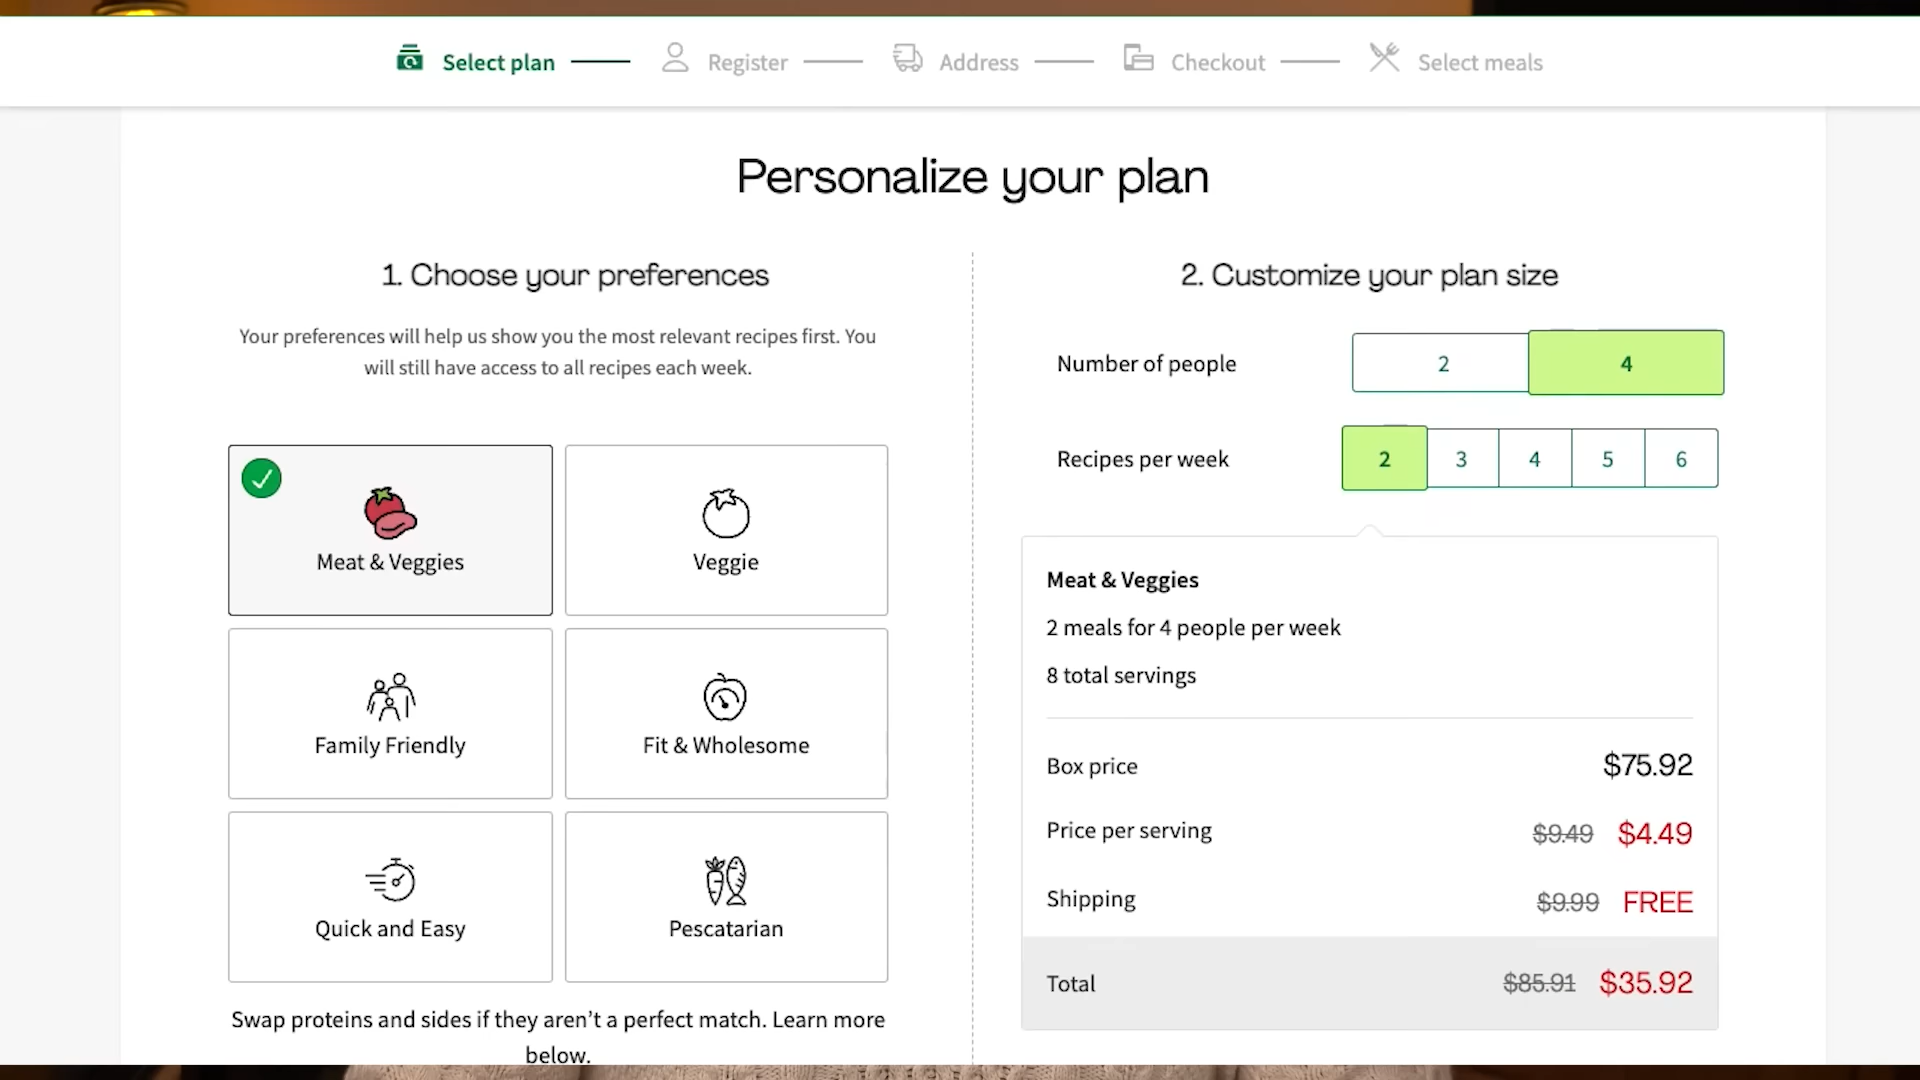 Select plan
Register
Address
Checkout
Select meals
Personalize your plan
1. Choose your preferences
Your preferences will help us show you the most relevant recipes first. You
will still have access to all recipes each week.
Meat & Veggies
Veggie
Family Friendly
Fit & Wholesome
Quick and Easy
Pescatarian
Swap proteins and sides if they aren't a perfect match. Learn more
below.
2. Customize your plan size
Number of people
2
4
Recipes per week
2
3
4
5
6
Meat & Veggies
2 meals for 4 people per week
8 total servings
Box price
$75.92
Price per serving
$9.49 $4.49
Shipping
$9.99 FREE
Total
$85.91 $35.92